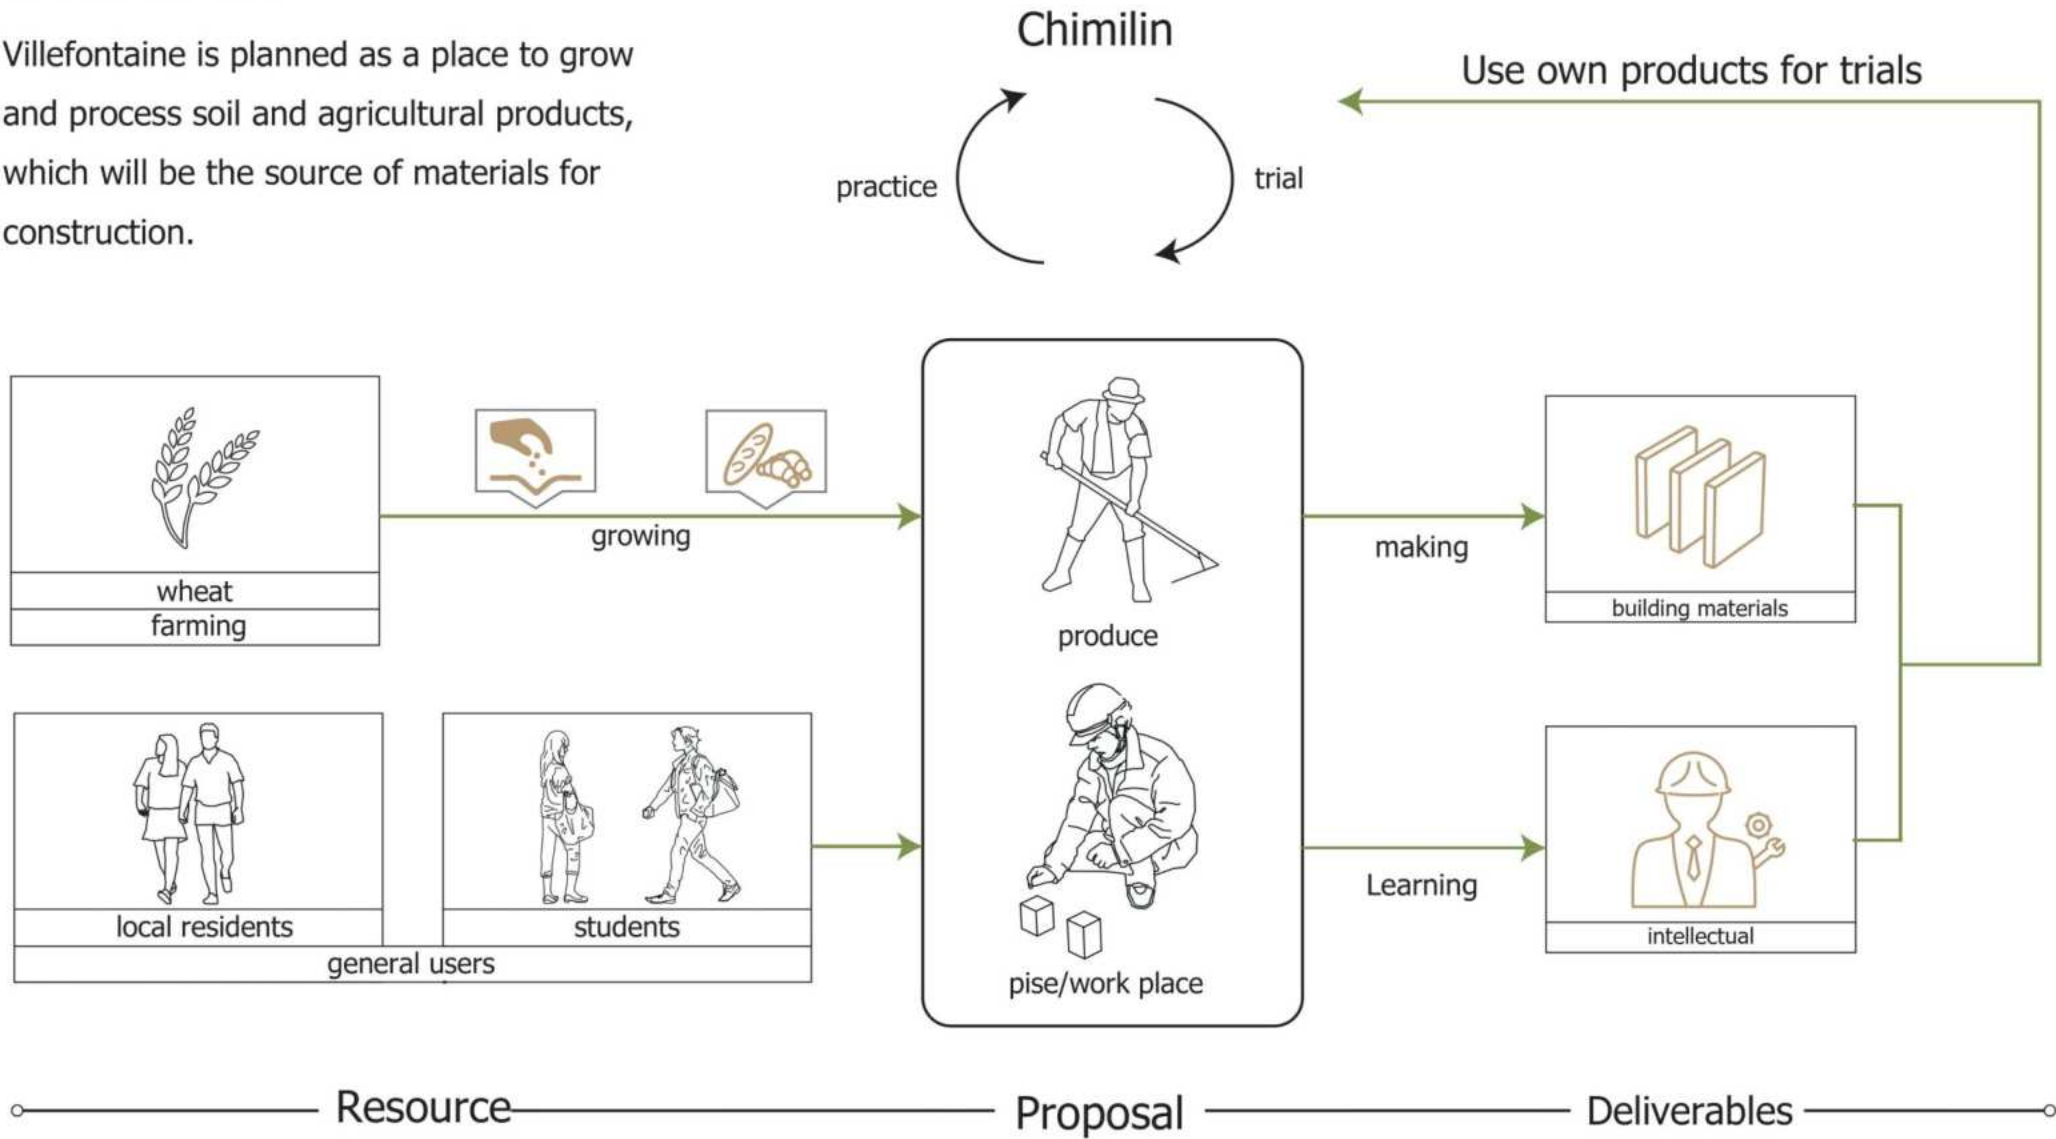 Villefontaine is planned as a place to grow
and process soil and agricultural products,
which will be the source of materials for
construction.
Chimilin
Use own products for trials
practice
trial
growing
making
wheat
farming
produce
building materials
local residents
students
general users
pise/work place
Learning
intellectual
Resource
Proposal
Deliverables